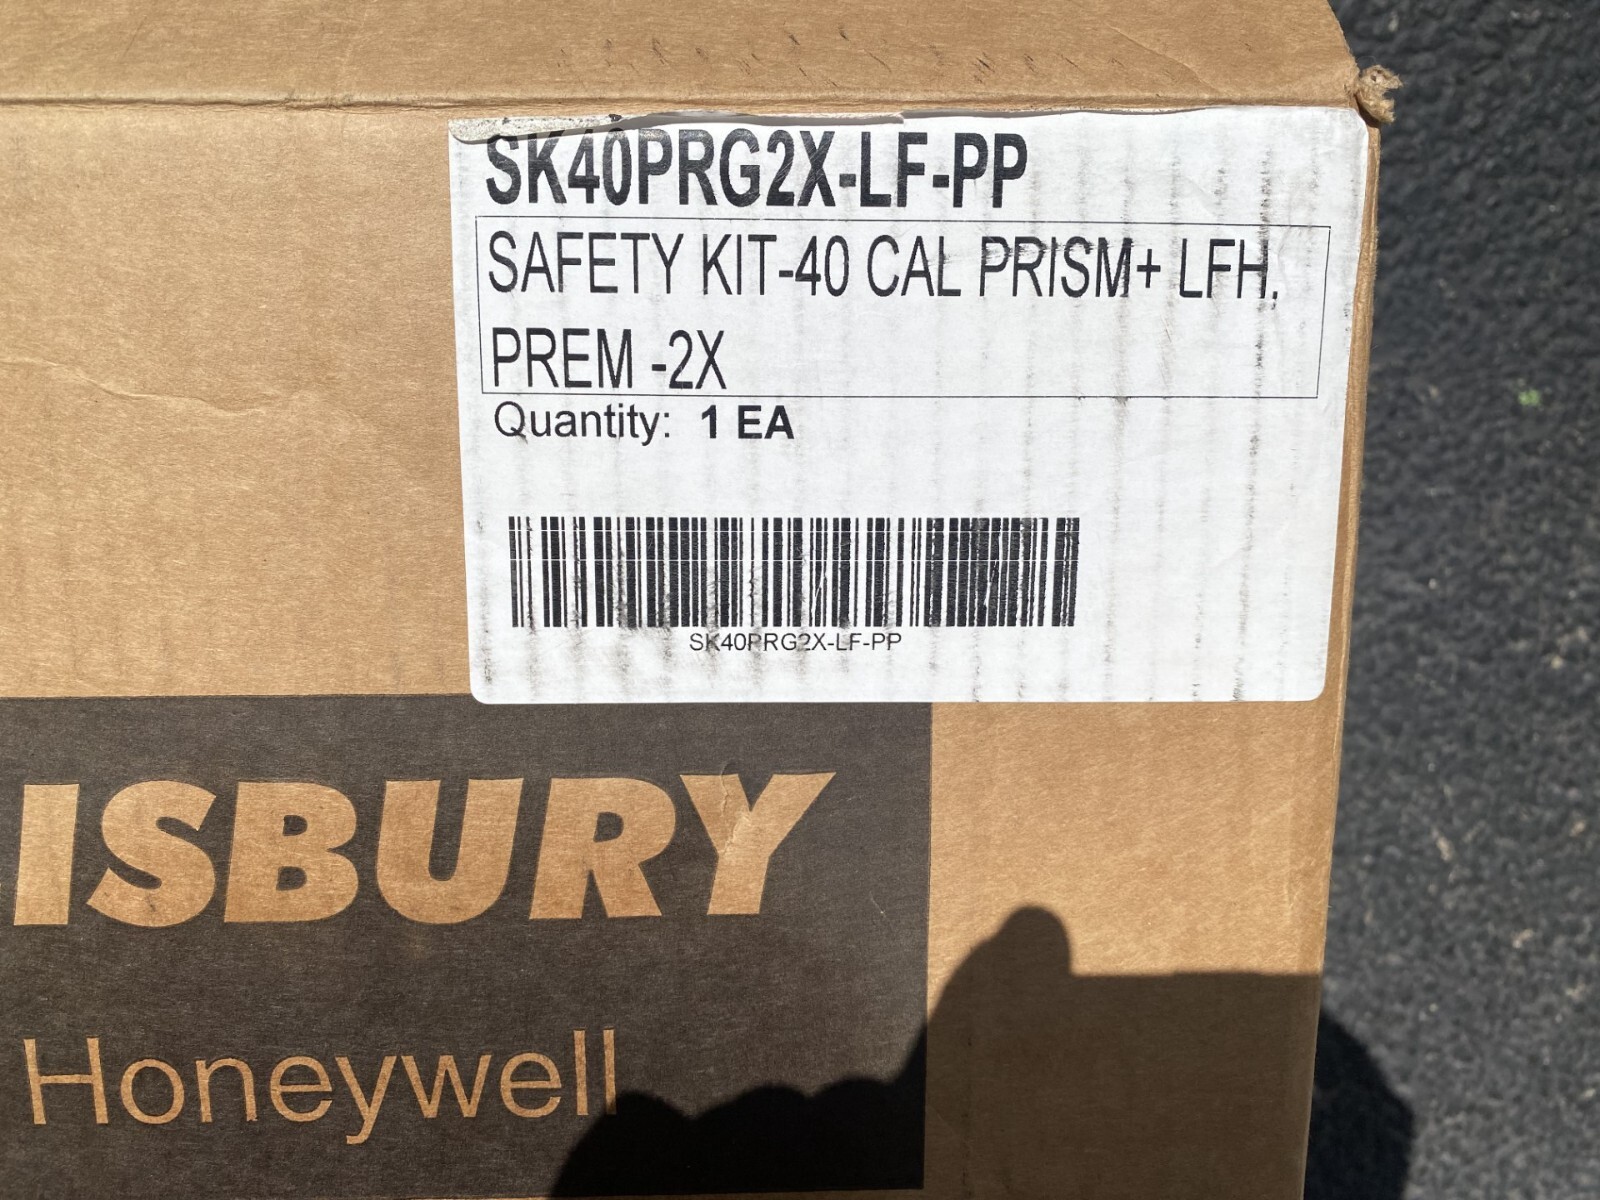 SK40PRG2X-LF-PP
SAFETY KIT-40 CAL PRISM+ LFH,
PREM -2X
Quantity: 1 EA
SK40PRG2X-LF-PP
ISBURY
Honeywell